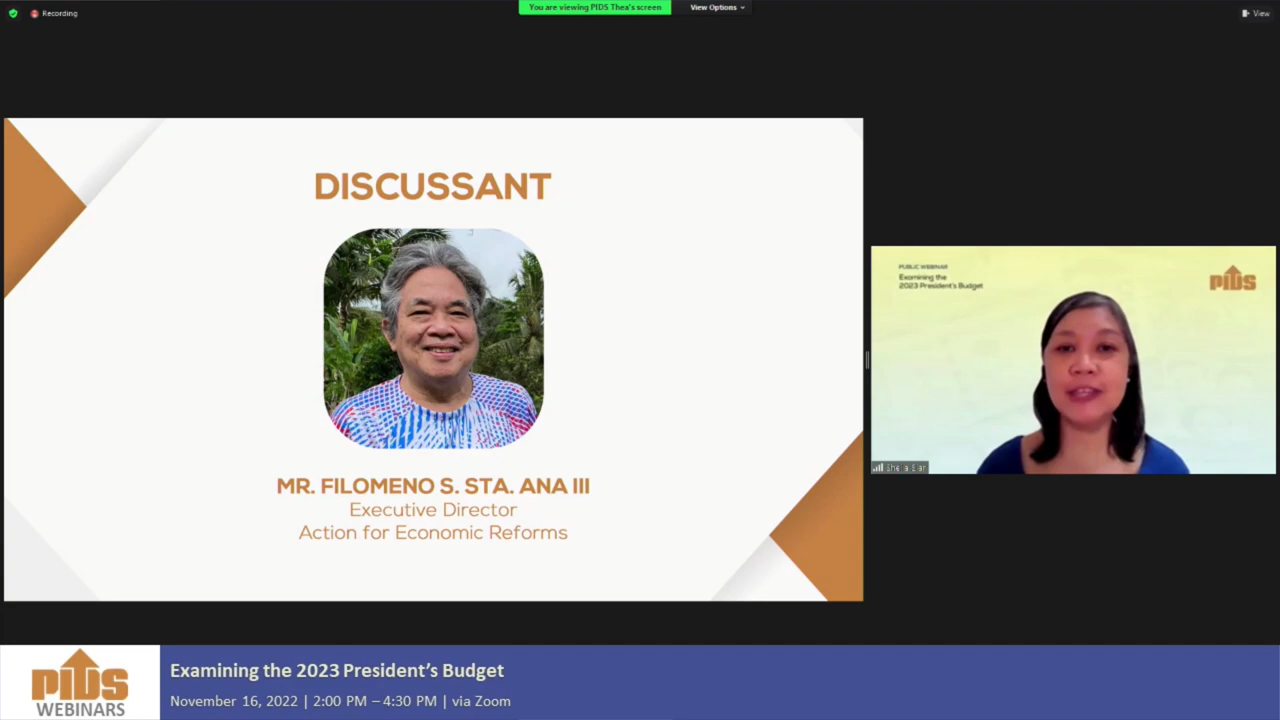 Recording
You are viewing PIDS Thea's screen
View Options
View
DISCUSSANT
MR. FILOMENO S. STA. ANA III
Executive Director
Action for Economic Reforms
PUBLIC WEBINAR
Examining the
2023 President's Budget
PIDS
PIDS
WEBINARS
Examining the 2023 President's Budget
November 16, 2022 | 2:00 PM – 4:30 PM | via Zoom